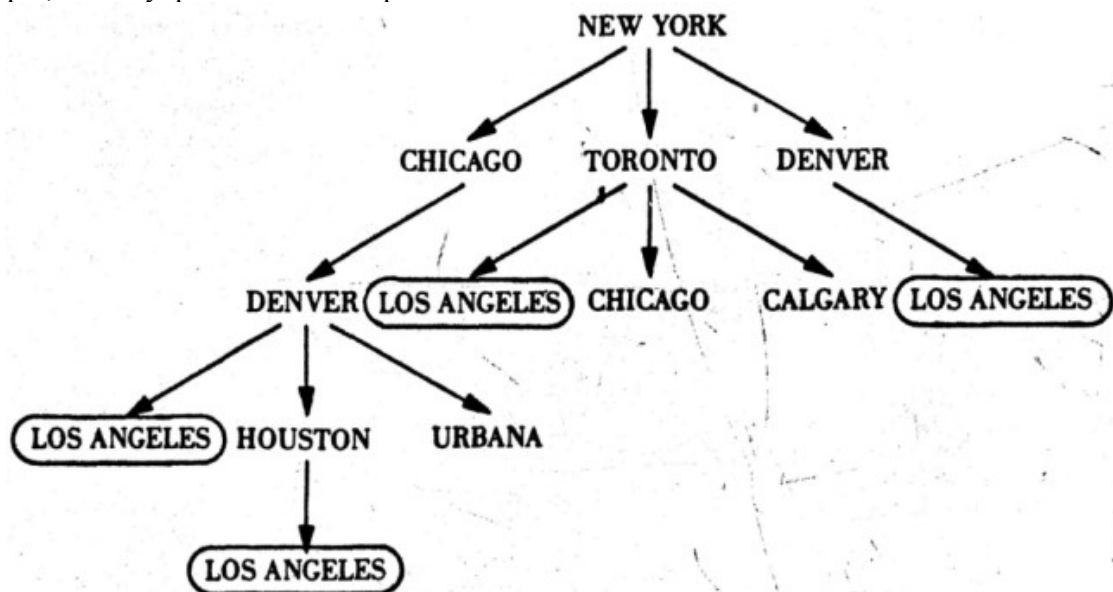 NEW YORK
CHICAGO TORONTO DENVER
DENVER LOS ANGELES CHICAGO CALGARY LOS ANGELES
LOS ANGELES HOUSTON URBANA
LOS ANGELES